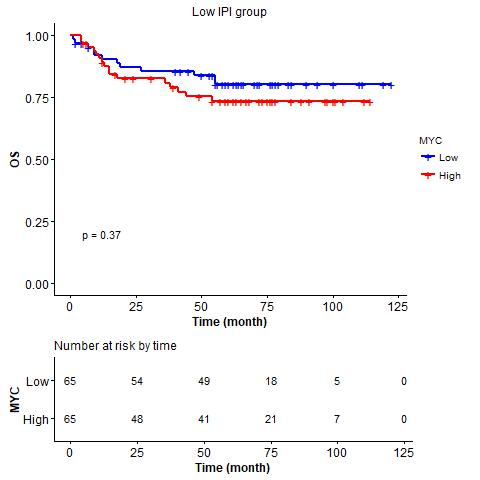 Low IPI group
1.00
0.75
0.50
0.25
0.00
OS
p = 0.37
0 25 50 75 100 125
Time (month)
MYC
Low
High
Number at risk by time
MYC
Low 65 54 49 18 5 0
High 65 48 41 21 7 0
0 25 50 75 100 125
Time (month)